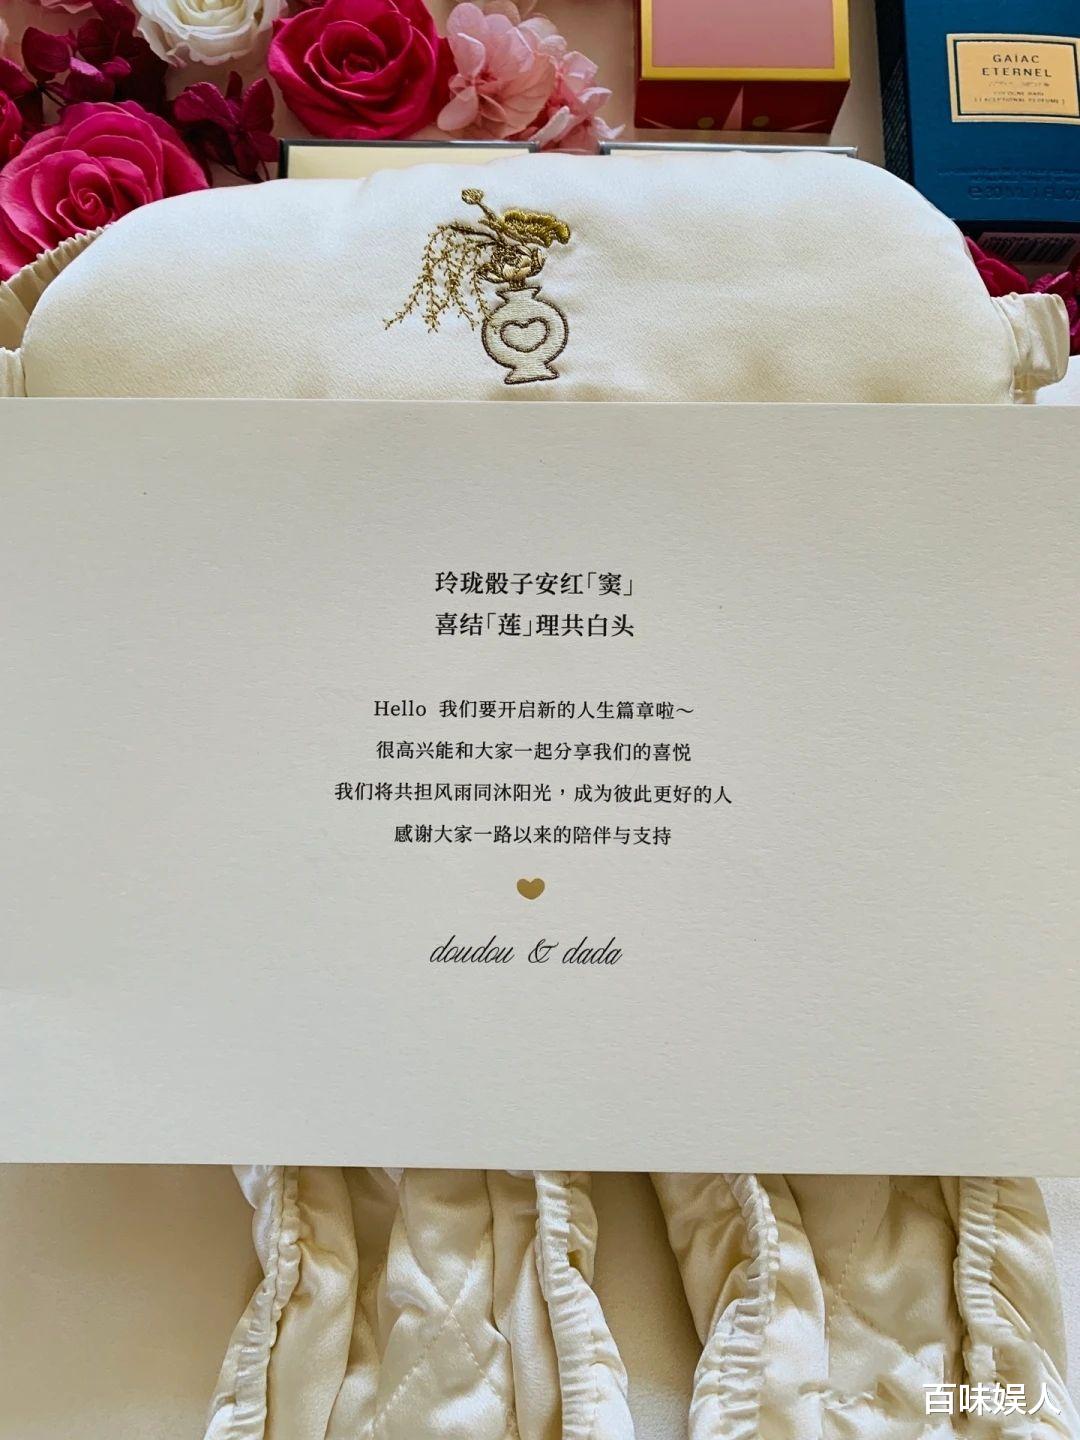 GAÏAC
ETERNEL
[EXCEPTIONAL PERFUME]
玲珑骰子安红「窦」
喜结「莲」理共白头
Hello 我们要开启新的人生篇章啦～
很高兴能和大家一起分享我们的喜悦
我们将共担风雨同沐阳光，成为彼此更好的人
感谢大家一路以来的陪伴与支持
doudou & dada
百味娱人